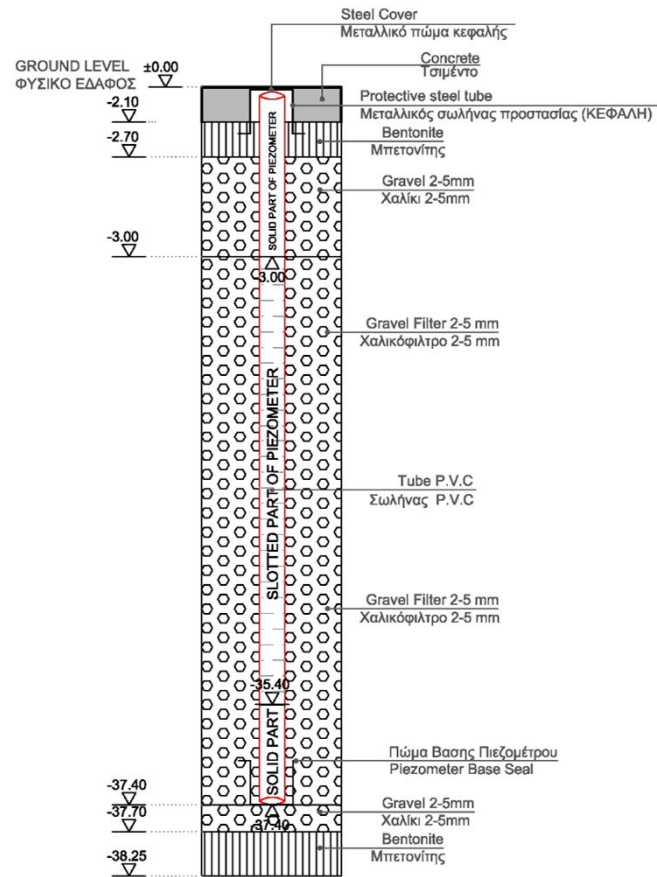 Steel Cover
Μεταλλικό πώμα κεφαλής
GROUND LEVEL
ΦΥΣΙΚΟ ΕΔΑΦΟΣ
±0.00
Concrete
Τσιμέντο
-2.10
Protective steel tube
Μεταλλικός σωλήνας προστασίας (ΚΕΦΑΛΗ)
Bentonite
Μπετονίτης
-2.70
SOLID PART OF PIEZOMETER
Gravel 2-5mm
Χαλίκι 2-5mm
-3.00
-3.00
Gravel Filter 2-5 mm
Χαλικόφιλτρο 2-5 mm
SLOTTED PART OF PIEZOMETER
Tube P.V.C
Σωλήνας P.V.C
Gravel Filter 2-5 mm
Χαλικόφιλτρο 2-5 mm
-35.40
SOLID PART
Πώμα Βασης Πιεζομέτρου
Piezometer Base Seal
-37.40
Gravel 2-5mm
Χαλίκι 2-5mm
-37.70
-37.40
Bentonite
Μπετονίτης
-38.25